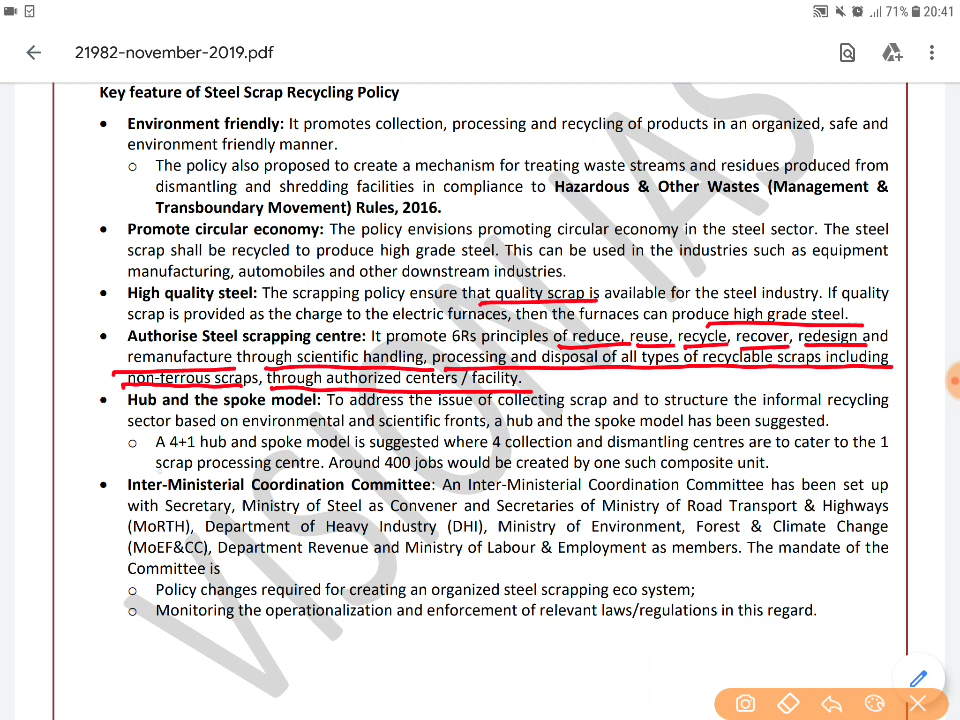 71% 20:41
21982-november-2019.pdf
Key feature of Steel Scrap Recycling Policy
• Environment friendly: It promotes collection, processing and recycling of products in an organized, safe and
environment friendly manner.
o The policy also proposed to create a mechanism for treating waste streams and residues produced from
dismantling and shredding facilities in compliance to Hazardous & Other Wastes (Management &
Transboundary Movement) Rules, 2016.
• Promote circular economy: The policy envisions promoting circular economy in the steel sector. The steel
scrap shall be recycled to produce high grade steel. This can be used in the industries such as equipment
manufacturing, automobiles and other downstream industries.
• High quality steel: The scrapping policy ensure that quality scrap is available for the steel industry. If quality
scrap is provided as the charge to the electric furnaces, then the furnaces can produce high grade steel.
• Authorise Steel scrapping centre: It promote 6Rs principles of reduce, reuse, recycle, recover, redesign and
remanufacture through scientific handling, processing and disposal of all types of recyclable scraps including
non-ferrous scraps, through authorized centers / facility.
• Hub and the spoke model: To address the issue of collecting scrap and to structure the informal recycling
sector based on environmental and scientific fronts, a hub and the spoke model has been suggested.
o A 4+1 hub and spoke model is suggested where 4 collection and dismantling centres are to cater to the 1
scrap processing centre. Around 400 jobs would be created by one such composite unit.
• Inter-Ministerial Coordination Committee: An Inter-Ministerial Coordination Committee has been set up
with Secretary, Ministry of Steel as Convener and Secretaries of Ministry of Road Transport & Highways
(MoRTH), Department of Heavy Industry (DHI), Ministry of Environment, Forest & Climate Change
(MoEF&CC), Department Revenue and Ministry of Labour & Employment as members. The mandate of the
Committee is
o Policy changes required for creating an organized steel scrapping eco system;
o Monitoring the operationalization and enforcement of relevant laws/regulations in this regard.
VISION IAS